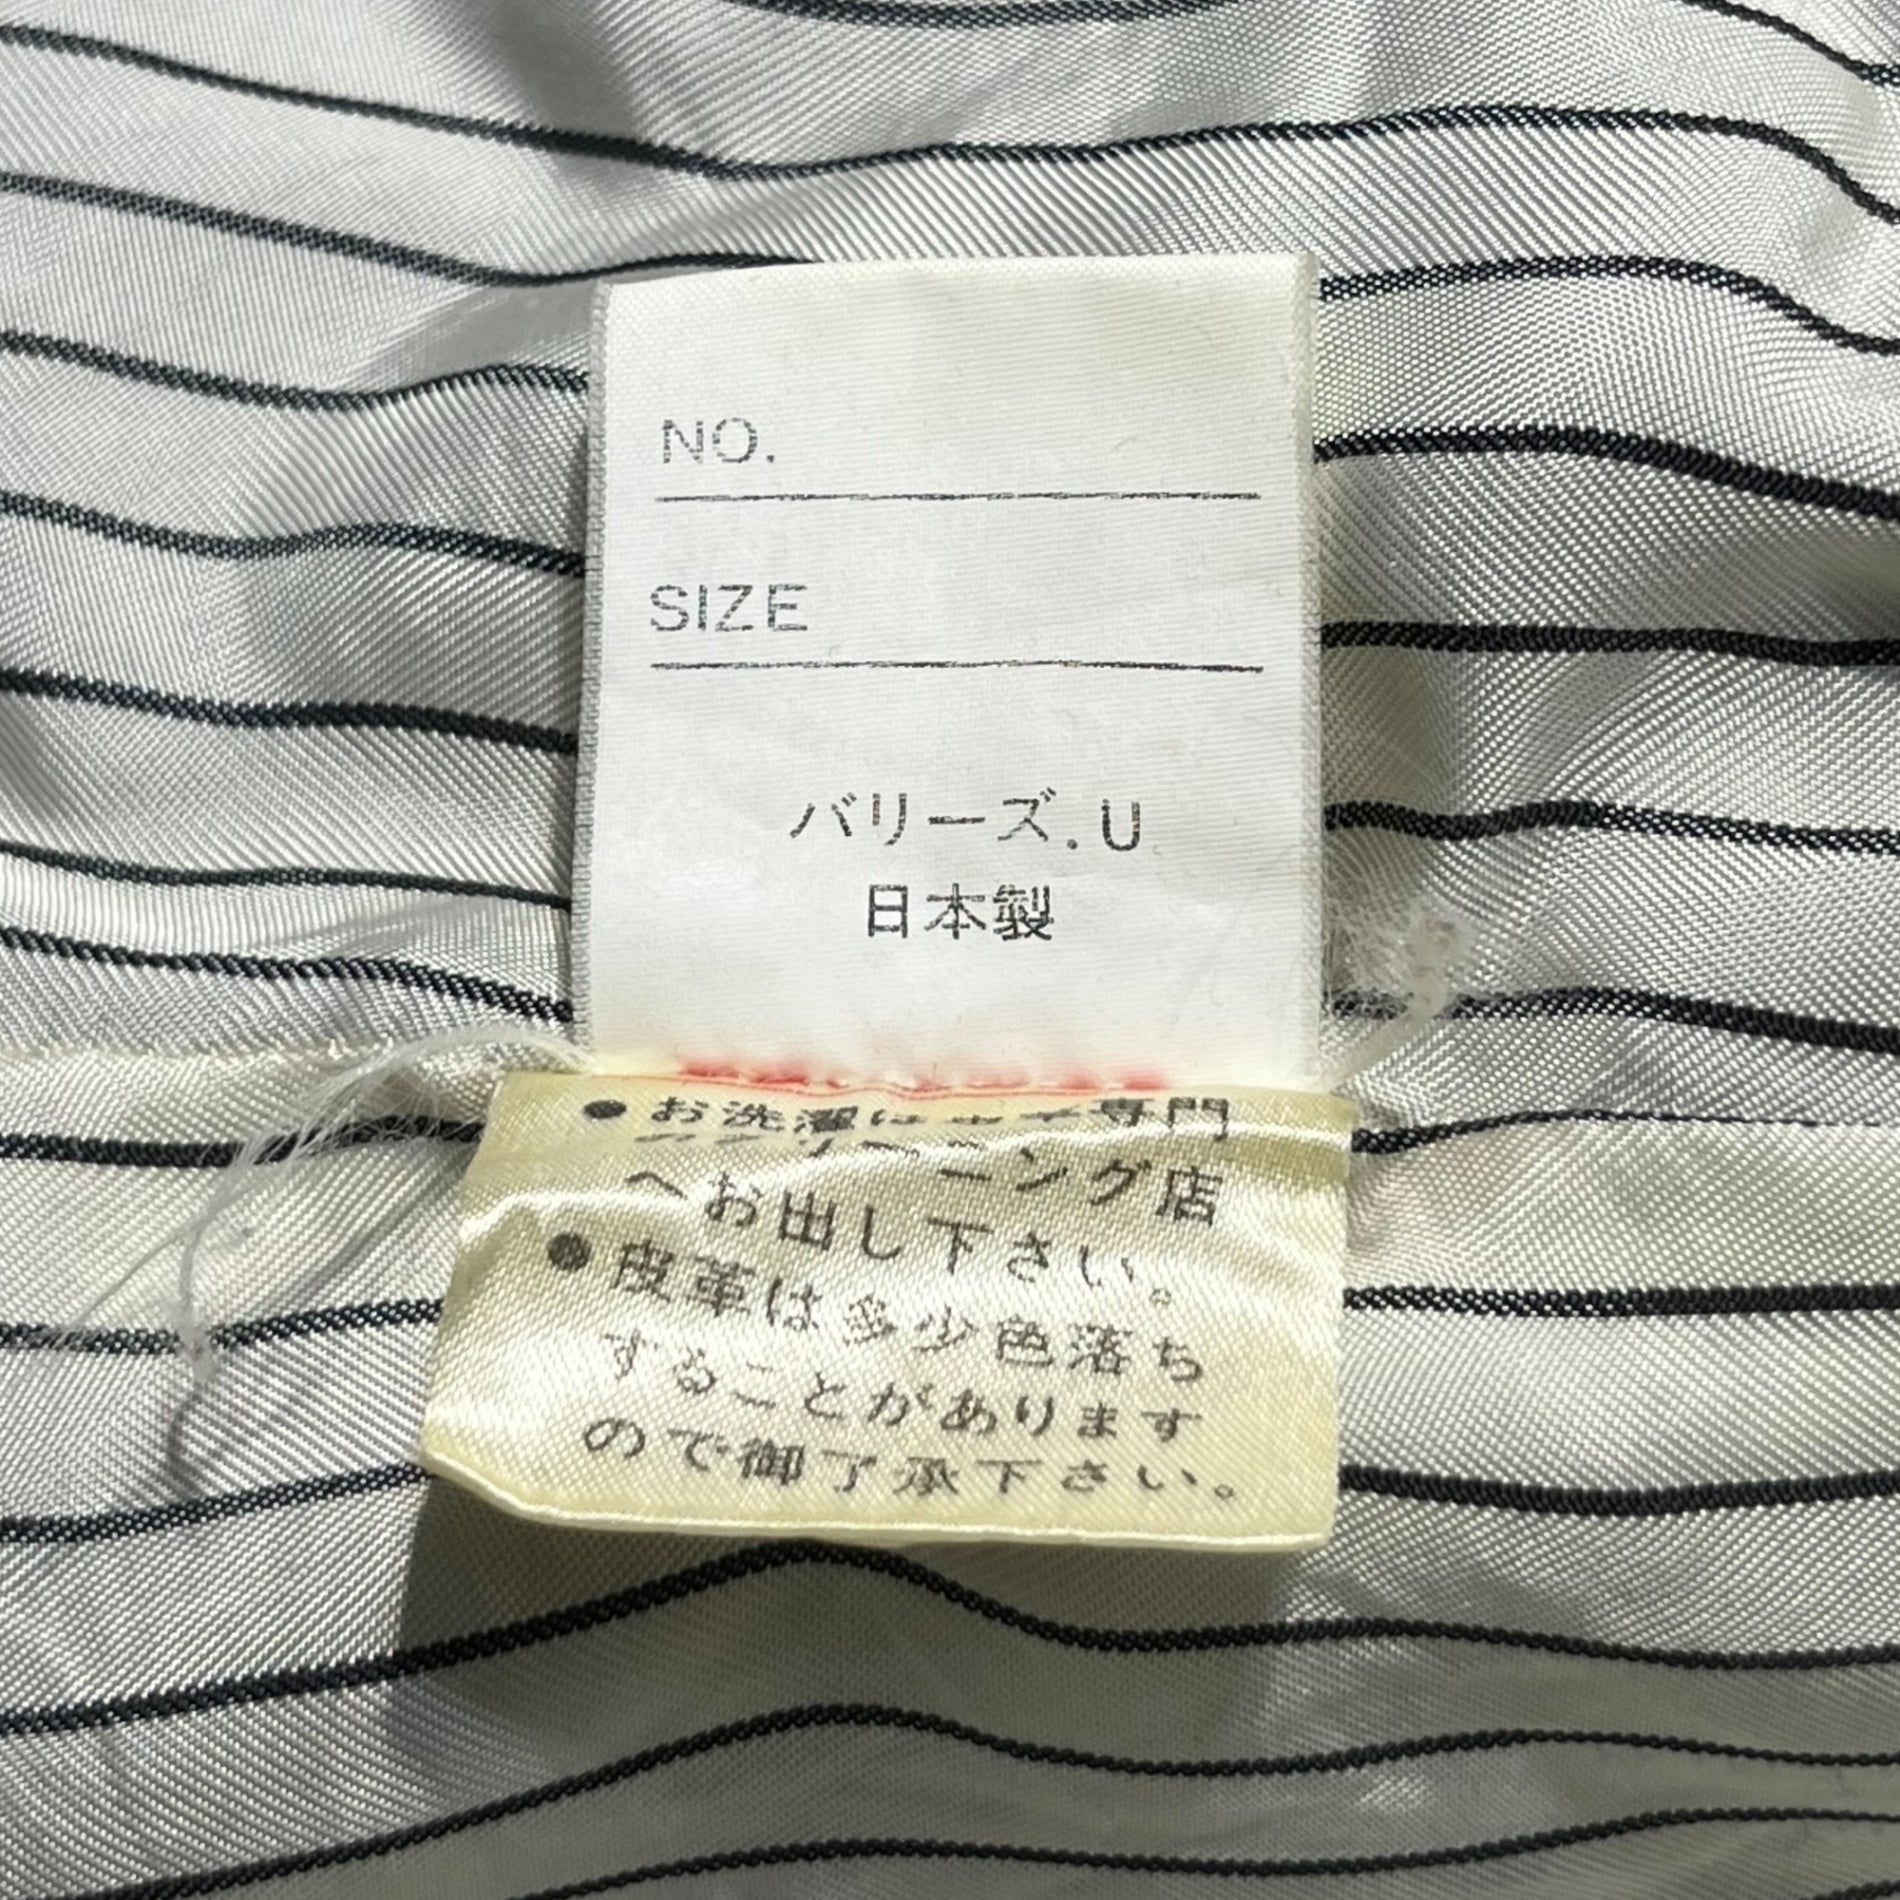 NO.
SIZE
バリーズ.U
日本製
● お洗濯は 専門
ーニング店
へお出し下さい。
● 皮革は多少色落ち
することがあります
ので御了承下さい。